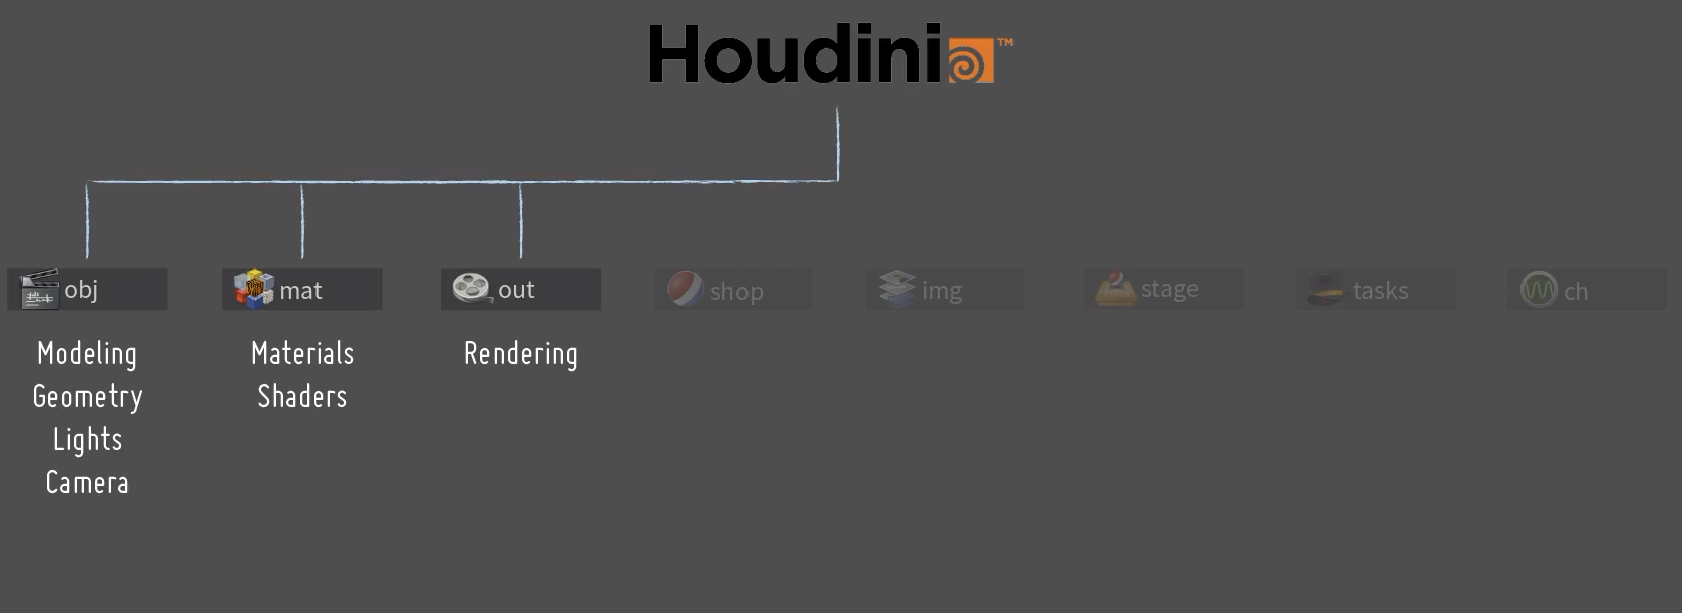 Houdini™
obj
mat
out
shop
img
stage
tasks
ch
Modeling
Geometry
Lights
Camera
Materials
Shaders
Rendering